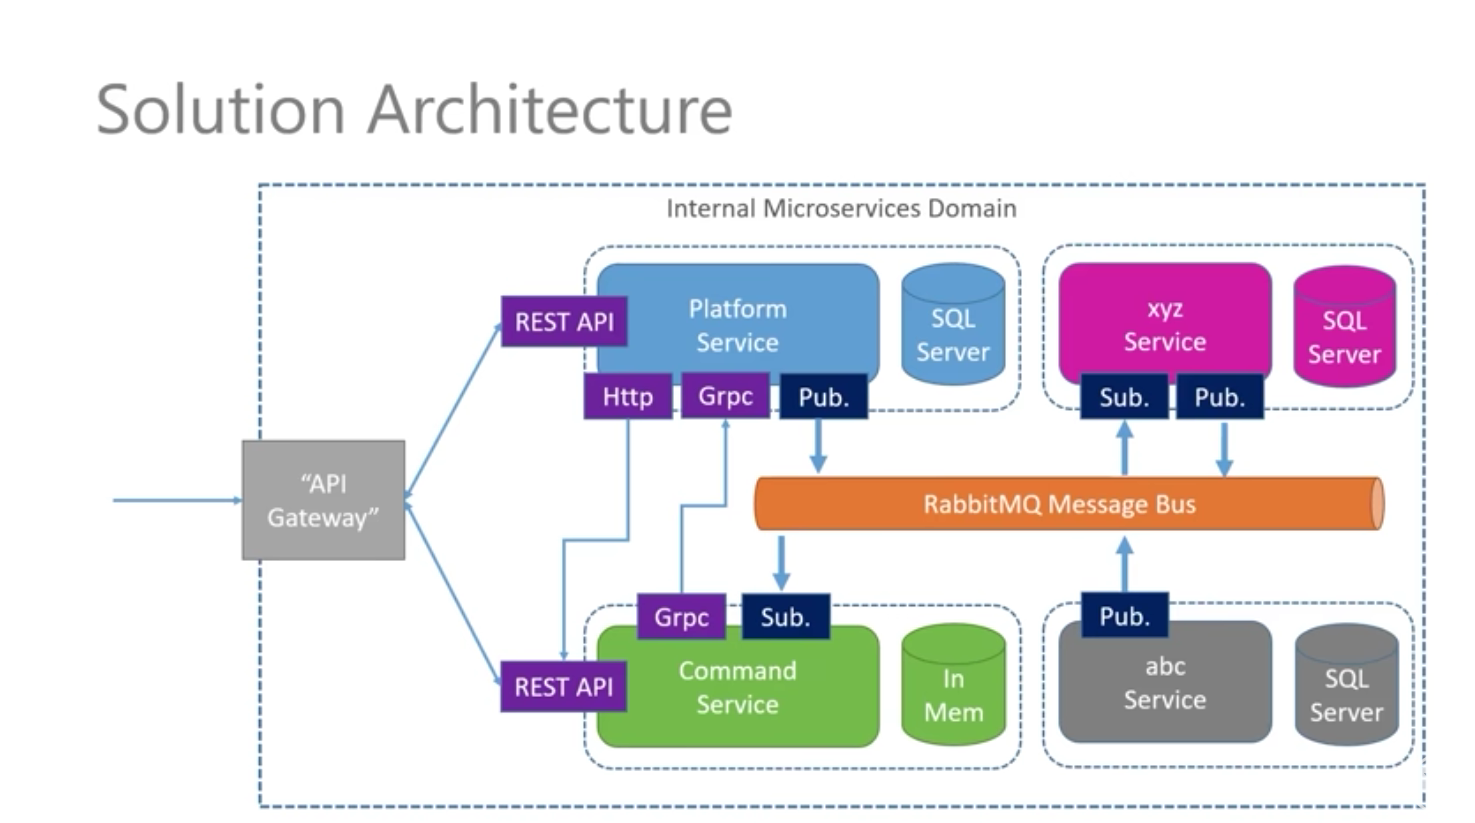 Solution Architecture
Internal Microservices Domain
REST API
Platform
Service
SQL
Server
Http
Grpc
Pub.
xyz
Service
SQL
Server
Sub.
Pub.
“API
Gateway”
RabbitMQ Message Bus
Grpc
Sub.
REST API
Command
Service
In
Mem
Pub.
abc
Service
SQL
Server